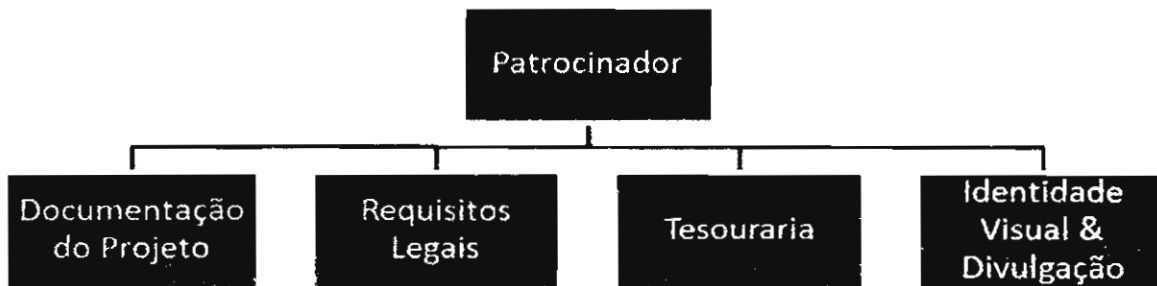 Patrocinador
Documentação
do Projeto
Requisitos
Legais
Tesouraria
Identidade
Visual &
Divulgação